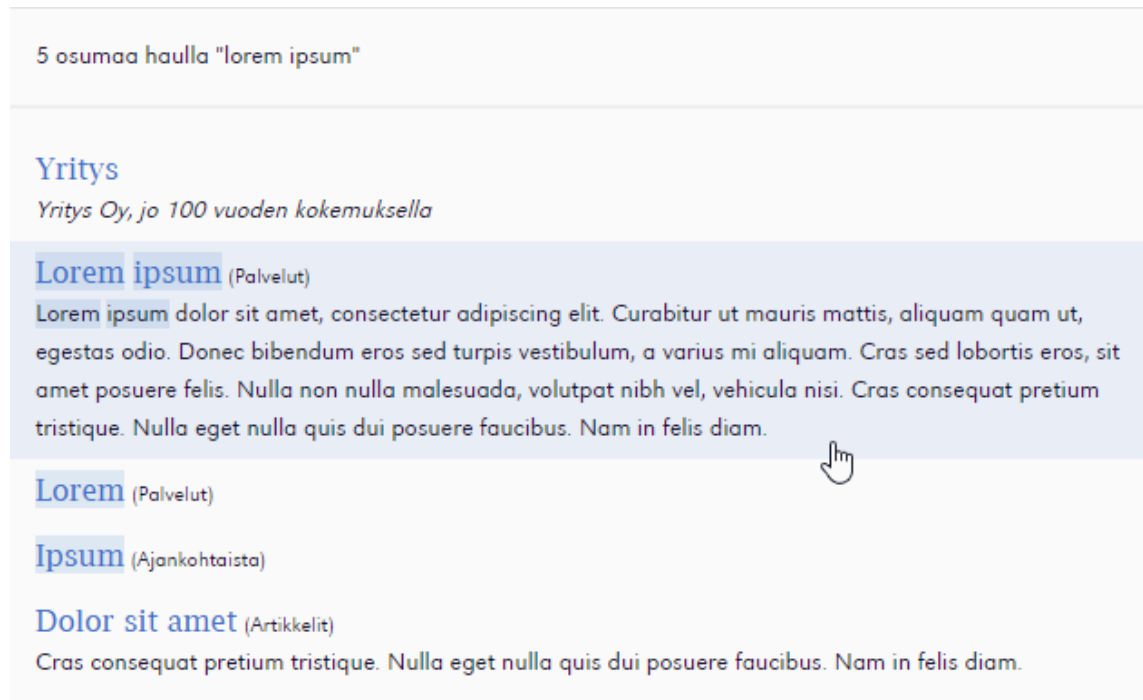 5 osumaa haulla "lorem ipsum"
Yritys
Yritys Oy, jo 100 vuoden kokemuksella
Lorem ipsum (Palvelut)
Lorem ipsum dolor sit amet, consectetur adipiscing elit. Curabitur ut mauris mattis, aliquam quam ut,
egestas odio. Donec bibendum eros sed turpis vestibulum, a varius mi aliquam. Cras sed lobortis eros, sit
amet posuere felis. Nulla non nulla malesuada, volutpat nibh vel, vehicula nisi. Cras consequat pretium
tristique. Nulla eget nulla quis dui posuere faucibus. Nam in felis diam.
Lorem (Palvelut)
Ipsum (Ajankohtaista)
Dolor sit amet (Artikkelit)
Cras consequat pretium tristique. Nulla eget nulla quis dui posuere faucibus. Nam in felis diam.